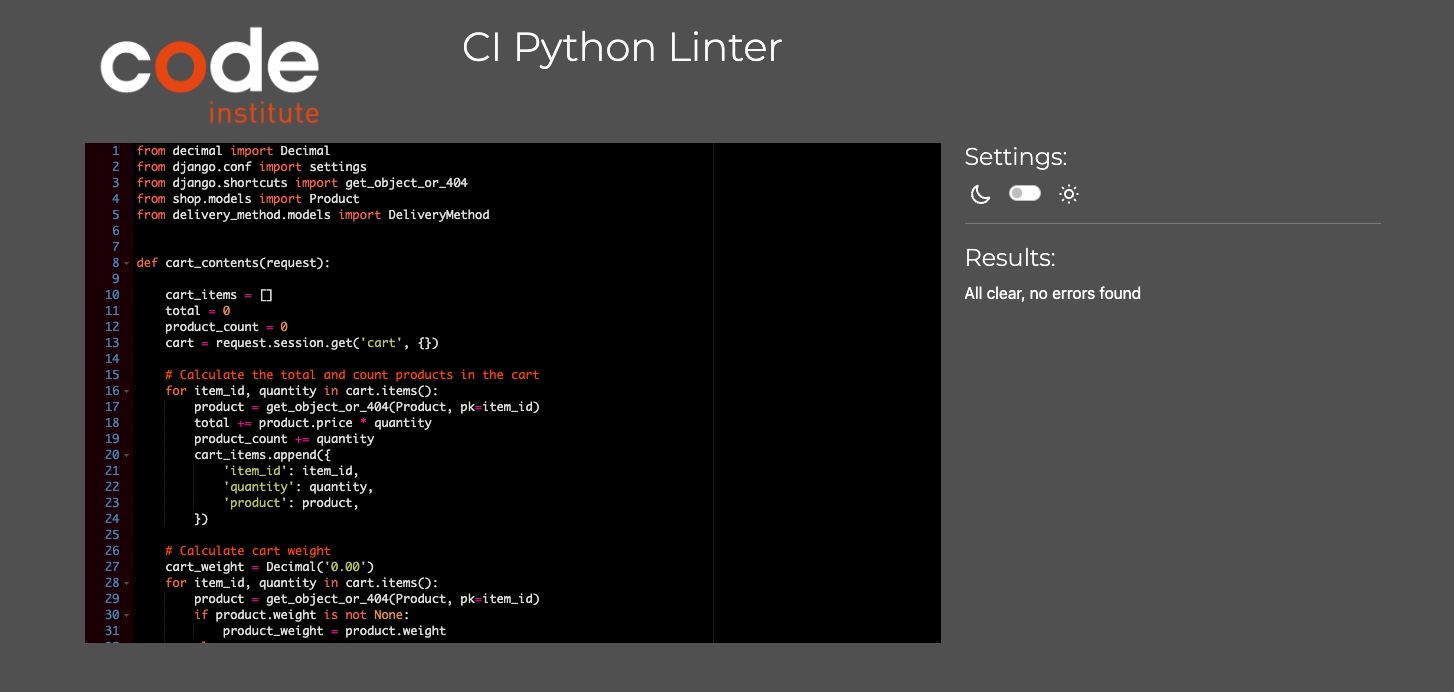 code
institute
CI Python Linter
1 from decimal import Decimal
2 from django.conf import settings
3 from django.shortcuts import get_object_or_404
4 from shop.models import Product
5 from delivery_method.models import DeliveryMethod
6
7
8 def cart_contents(request):
9
10     cart_items = []
11     total = 0
12     product_count = 0
13     cart = request.session.get('cart', {})
14
15     # Calculate the total and count products in the cart
16     for item_id, quantity in cart.items():
17         product = get_object_or_404(Product, pk=item_id)
18         total += product.price * quantity
19         product_count += quantity
20         cart_items.append({
21             'item_id': item_id,
22             'quantity': quantity,
23             'product': product,
24         })
25
26     # Calculate cart weight
27     cart_weight = Decimal('0.00')
28     for item_id, quantity in cart.items():
29         product = get_object_or_404(Product, pk=item_id)
30         if product.weight is not None:
31             product_weight = product.weight
Settings:
Results:
All clear, no errors found